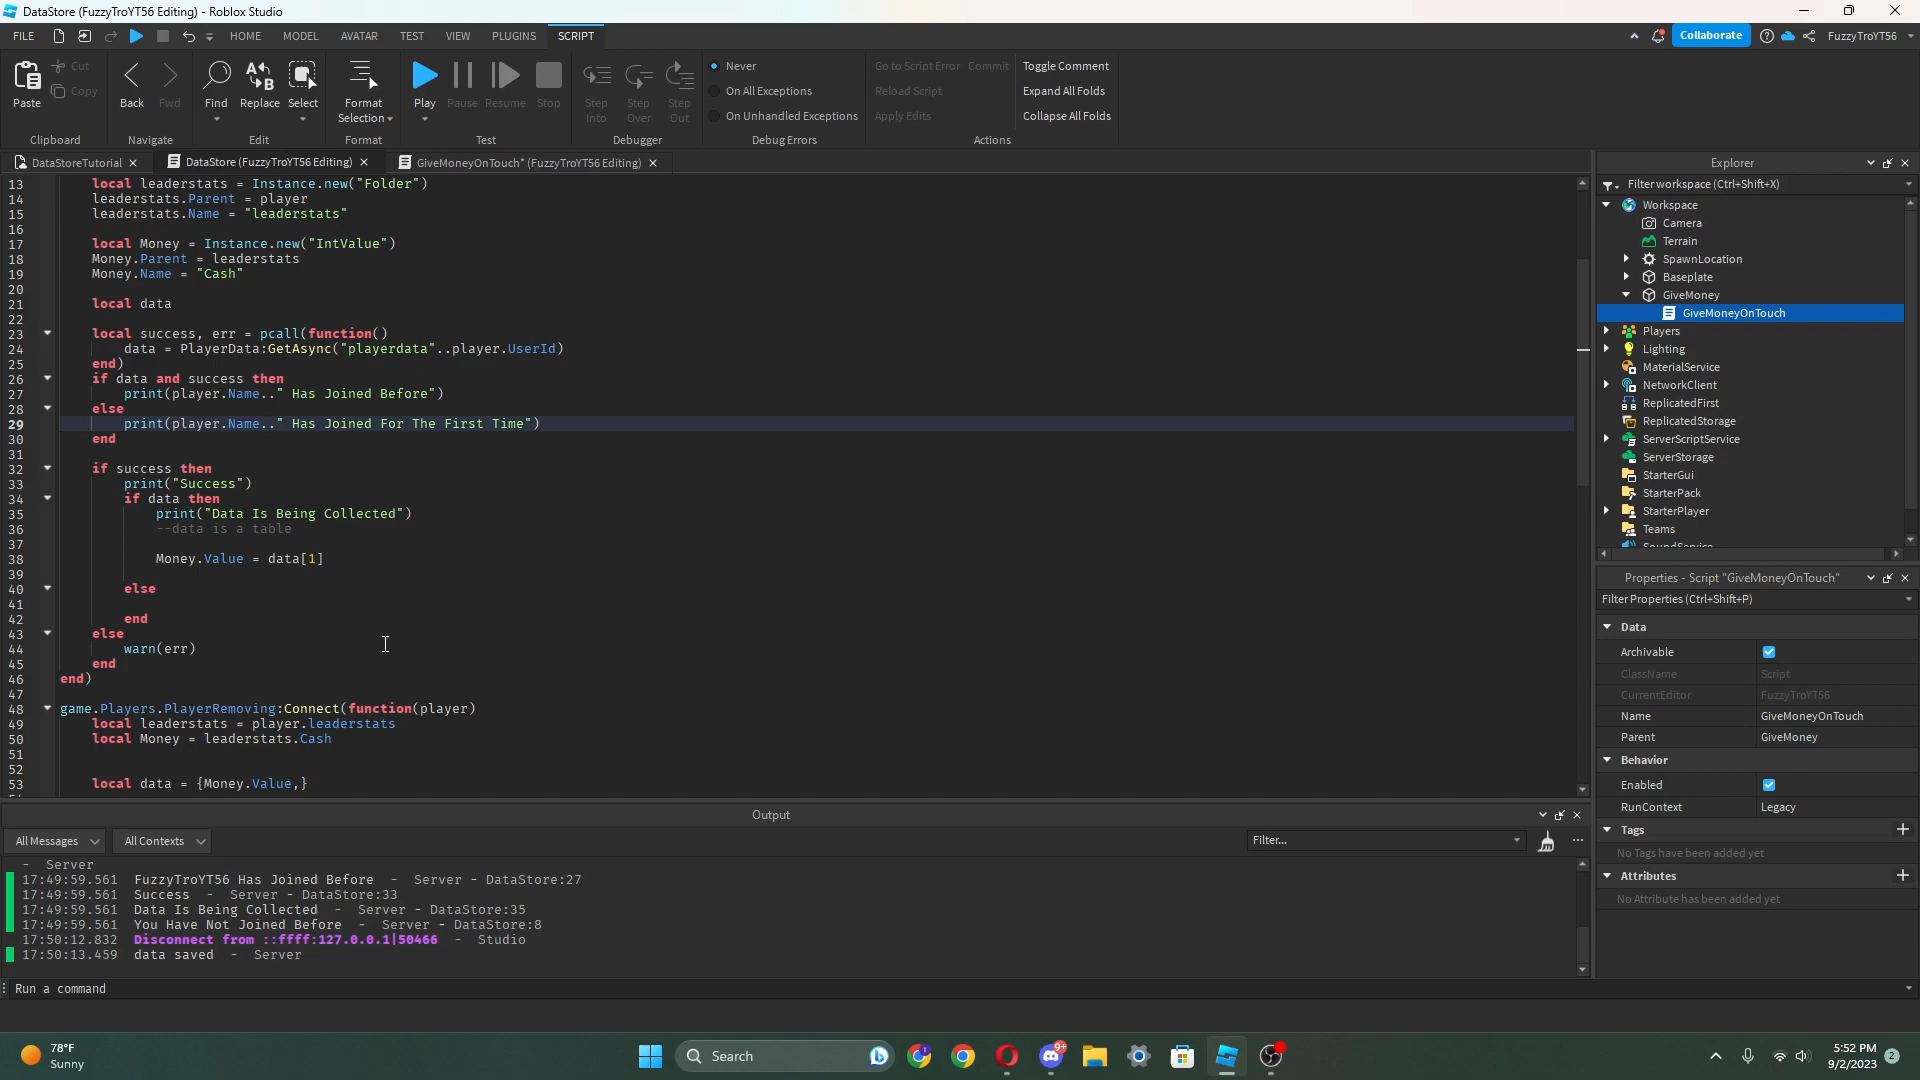 DataStore (FuzzyTroYT56 Editing) - Roblox Studio
FILE HOME MODEL AVATAR TEST VIEW PLUGINS SCRIPT Collaborate FuzzyTroYT56
Paste Cut Copy
Back Fwd
Find Replace Select
Format Selection
Play Pause Resume Stop
Step Into Step Over Step Out
Never
On All Exceptions
On Unhandled Exceptions
Go to Script Error Commit
Reload Script
Apply Edits
Toggle Comment
Expand All Folds
Collapse All Folds
Clipboard Navigate Edit Format Test Debugger Debug Errors Actions
DataStoreTutorial DataStore (FuzzyTroYT56 Editing) GiveMoneyOnTouch* (FuzzyTroYT56 Editing)
13 local leaderstats = Instance.new("Folder")
14 leaderstats.Parent = player
15 leaderstats.Name = "leaderstats"
16
17 local Money = Instance.new("IntValue")
18 Money.Parent = leaderstats
19 Money.Name = "Cash"
20
21 local data
22
23 local success, err = pcall(function()
24 data = PlayerData:GetAsync("playerdata"..player.UserId)
25 end)
26 if data and success then
27 print(player.Name.." Has Joined Before")
28 else
29 print(player.Name.." Has Joined For The First Time")
30 end
31
32 if success then
33 print("Success")
34 if data then
35 print("Data Is Being Collected")
36 --data is a table
37
38 Money.Value = data[1]
39
40 else
41
42 end
43 else
44 warn(err)
45 end
46 end)
47
48 game.Players.PlayerRemoving:Connect(function(player)
49 local leaderstats = player.leaderstats
50 local Money = leaderstats.Cash
51
52
53 local data = {Money.Value,}
Output
All Messages All Contexts Filter...
- Server
17:49:59.561 FuzzyTroYT56 Has Joined Before - Server - DataStore:27
17:49:59.561 Success - Server - DataStore:33
17:49:59.561 Data Is Being Collected - Server - DataStore:35
17:49:59.561 You Have Not Joined Before - Server - DataStore:8
17:50:12.832 Disconnect from ::ffff:127.0.0.1|50466 - Studio
17:50:13.459 data saved - Server
Run a command
Explorer
Filter workspace (Ctrl+Shift+X)
Workspace
Camera
Terrain
SpawnLocation
Baseplate
GiveMoney
GiveMoneyOnTouch
Players
Lighting
MaterialService
NetworkClient
ReplicatedFirst
ReplicatedStorage
ServerScriptService
ServerStorage
StarterGui
StarterPack
StarterPlayer
Teams
SoundService
Properties - Script "GiveMoneyOnTouch"
Filter Properties (Ctrl+Shift+P)
Data
Archivable
ClassName Script
CurrentEditor FuzzyTroYT56
Name GiveMoneyOnTouch
Parent GiveMoney
Behavior
Enabled
RunContext Legacy
Tags
No Tags have been added yet
Attributes
No Attribute has been added yet
78°F
Sunny
Search
9+
5:52 PM
9/2/2023
2